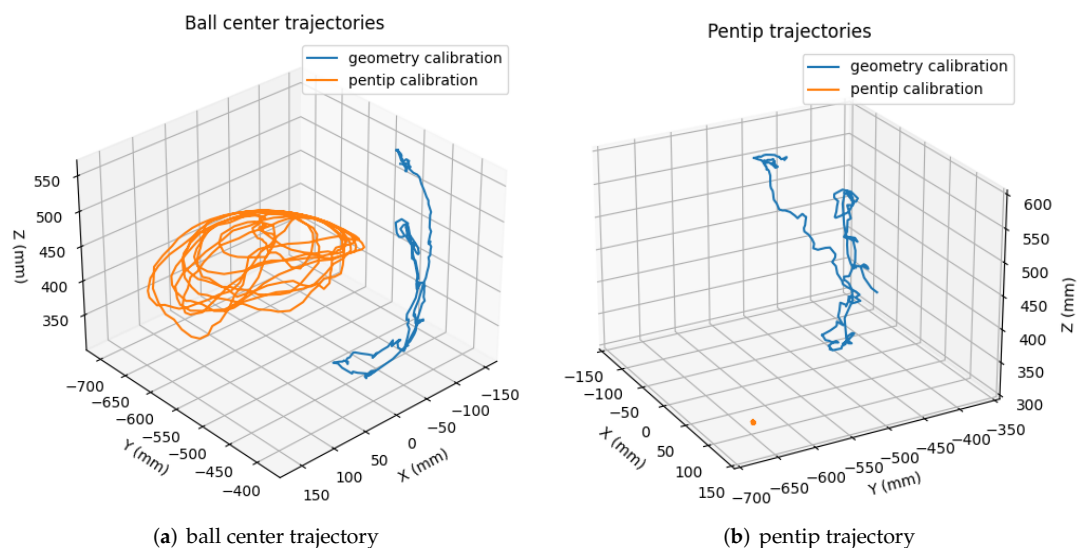 Ball center trajectories
geometry calibration
pentip calibration
550
500
450
400
350
Z (mm)
−700
−650
−600
−550
−500
−450
−400
Y (mm)
150
100
50
0
−50
−100
−150
X (mm)
(a) ball center trajectory
Pentip trajectories
geometry calibration
pentip calibration
600
550
500
450
400
350
300
Z (mm)
−150
−100
−50
0
50
100
150
X (mm)
−700
−650
−600
−550
−500
−450
−400
−350
Y (mm)
(b) pentip trajectory